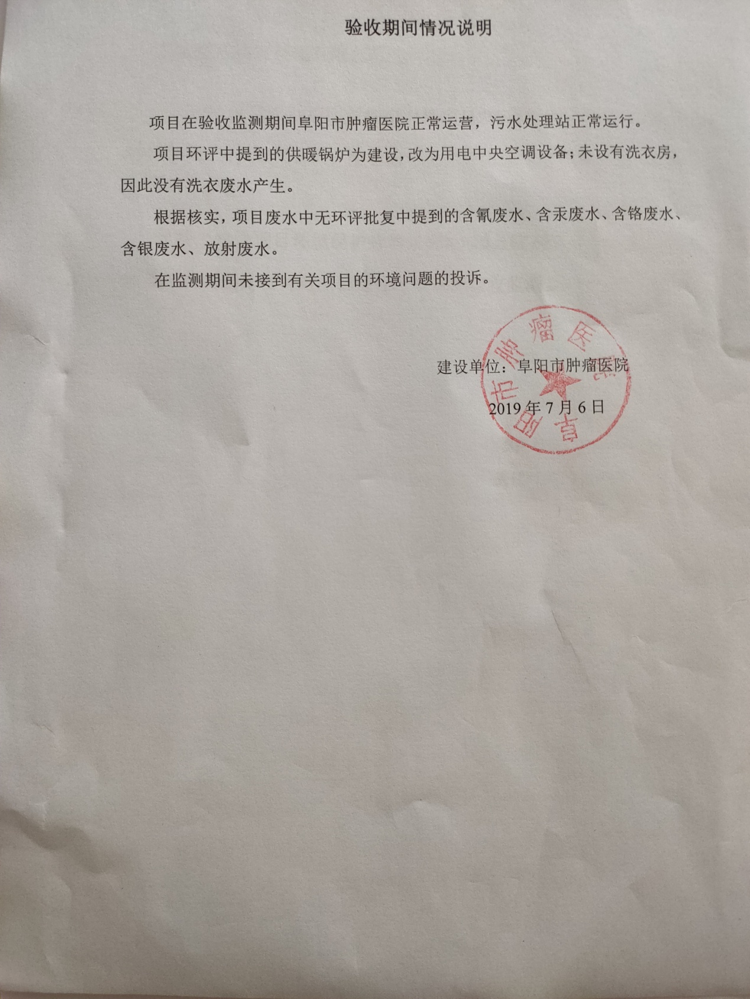 验收期间情况说明
项目在验收监测期间阜阳市肿瘤医院正常运营，污水处理站正常运行。
项目环评中提到的供暖锅炉为建设，改为用电中央空调设备；未设有洗衣房，
因此没有洗衣废水产生。
根据核实，项目废水中无环评批复中提到的含氰废水、含汞废水、含铬废水、
含银废水、放射废水。
在监测期间未接到有关项目的环境问题的投诉。
建设单位：阜阳市肿瘤医院
2019 年 7 月 6 日
阜阳市肿瘤医院